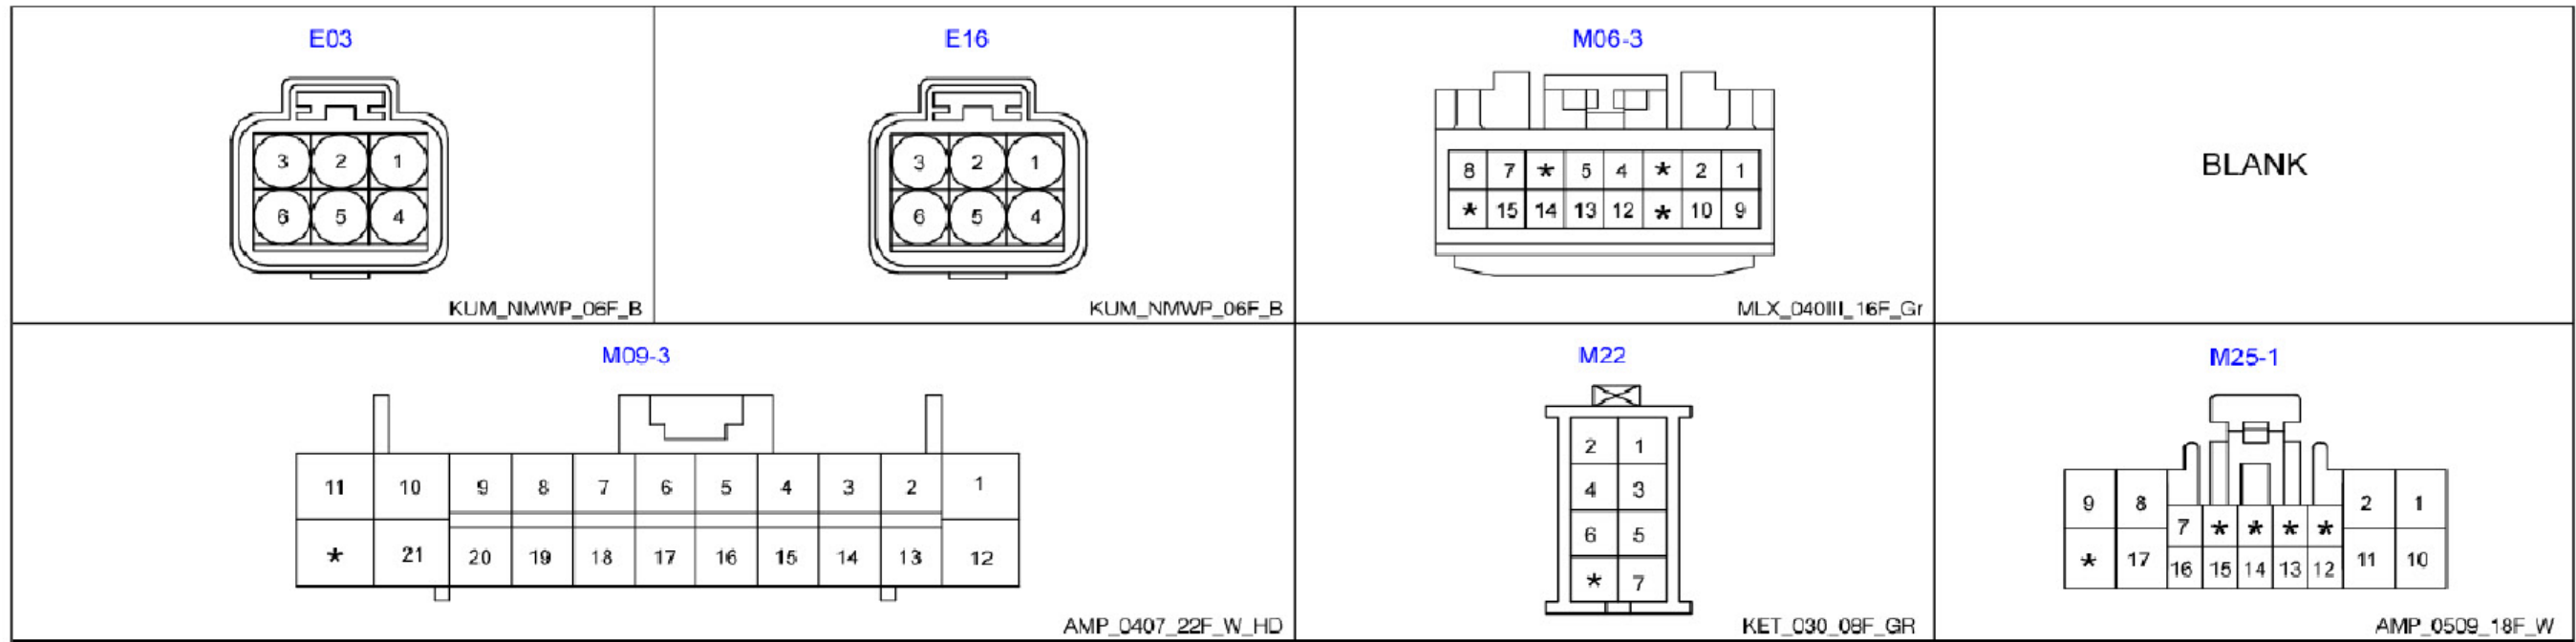 E03
3 2 1
6 5 4
KUM_NMWP_06F_B
E16
3 2 1
6 5 4
KUM_NMWP_06F_B
M06-3
8 7 * 5 4 * 2 1
* 15 14 13 12 * 10 9
MLX_040III_16F_Gr
BLANK
M09-3
11 10 9 8 7 6 5 4 3 2 1
* 21 20 19 18 17 16 15 14 13 12
AMP_0407_22F_W_HD
M22
2 1
4 3
6 5
* 7
KET_030_08F_GR
M25-1
9 8 7 * * * * 2 1
* 17 16 15 14 13 12 11 10
AMP_0509_18F_W